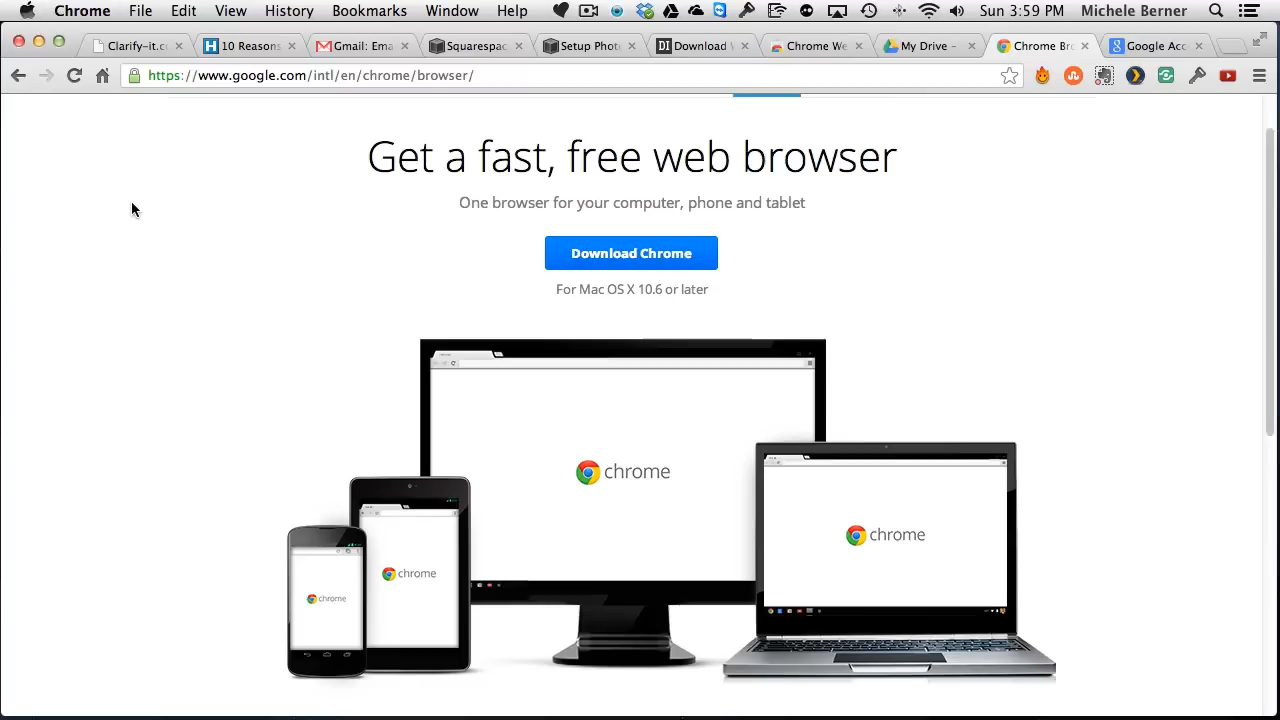 Chrome File Edit View History Bookmarks Window Help Sun 3:59 PM Michele Berner
Clarify-it.c 10 Reasons Gmail: Ema Squarespac Setup Phot Download Chrome We My Drive - Chrome Bro Google Acc
https://www.google.com/intl/en/chrome/browser/
Get a fast, free web browser
One browser for your computer, phone and tablet
Download Chrome
For Mac OS X 10.6 or later
chrome
chrome
chrome
chrome